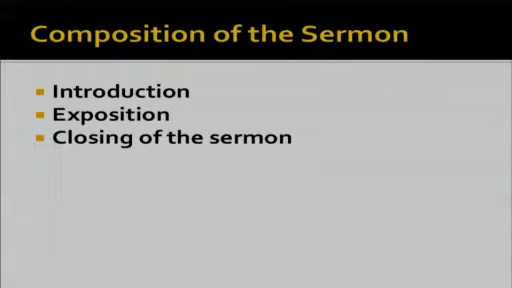 Composition of the Sermon
Introduction
Exposition
Closing of the sermon